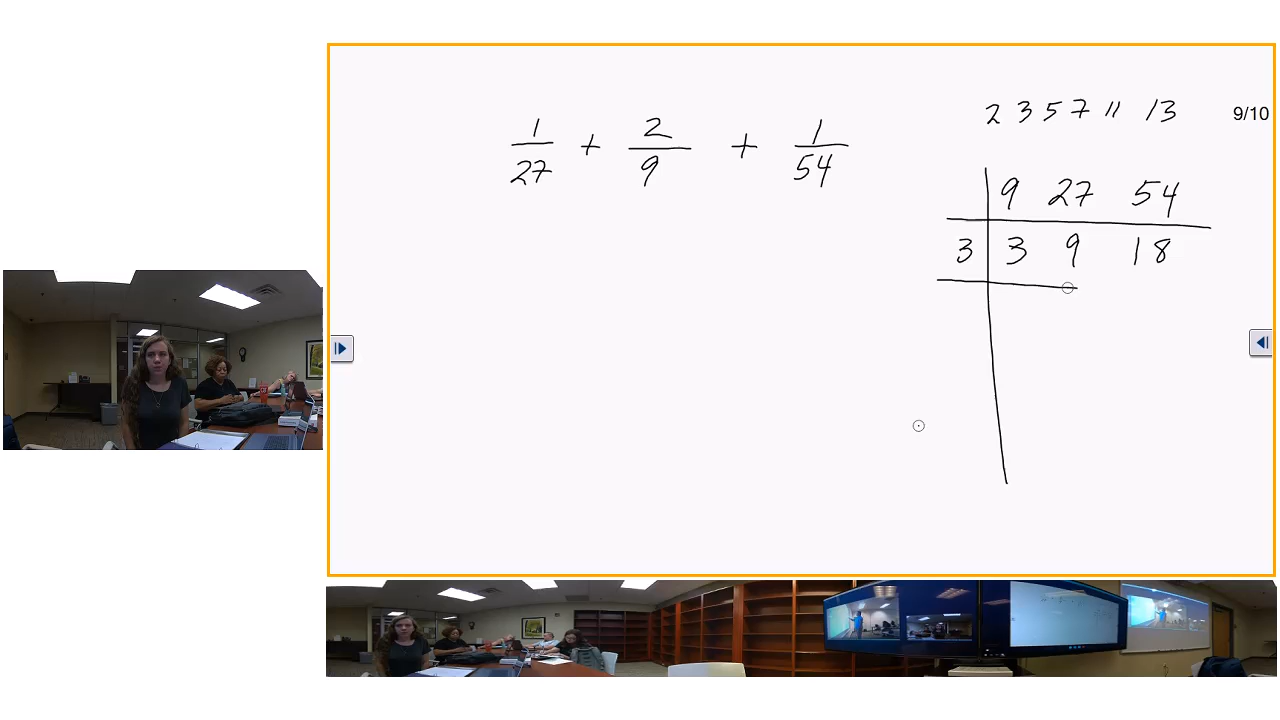 2 3 5 7 11 13
9/10
1/27 + 2/9 + 1/54
9 27 54
3 3 9 18